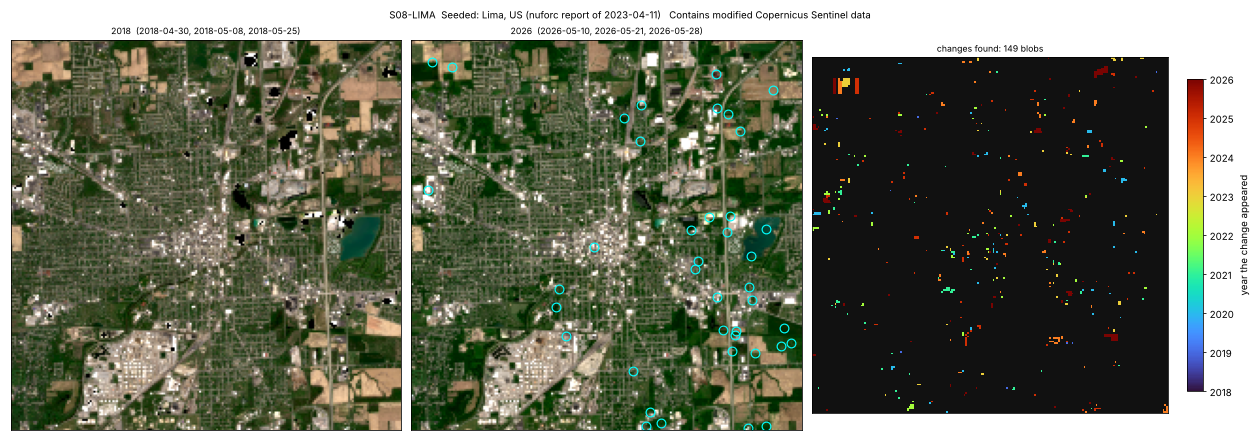 S08-LIMA Seeded: Lima, US (nuforc report of 2023-04-11) Contains modified Copernicus Sentinel data
2018 (2018-04-30, 2018-05-08, 2018-05-25)
2026 (2026-05-10, 2026-05-21, 2026-05-28)
changes found: 149 blobs
2026
2025
2024
2023
2022
2021
2020
2019
2018
year the change appeared